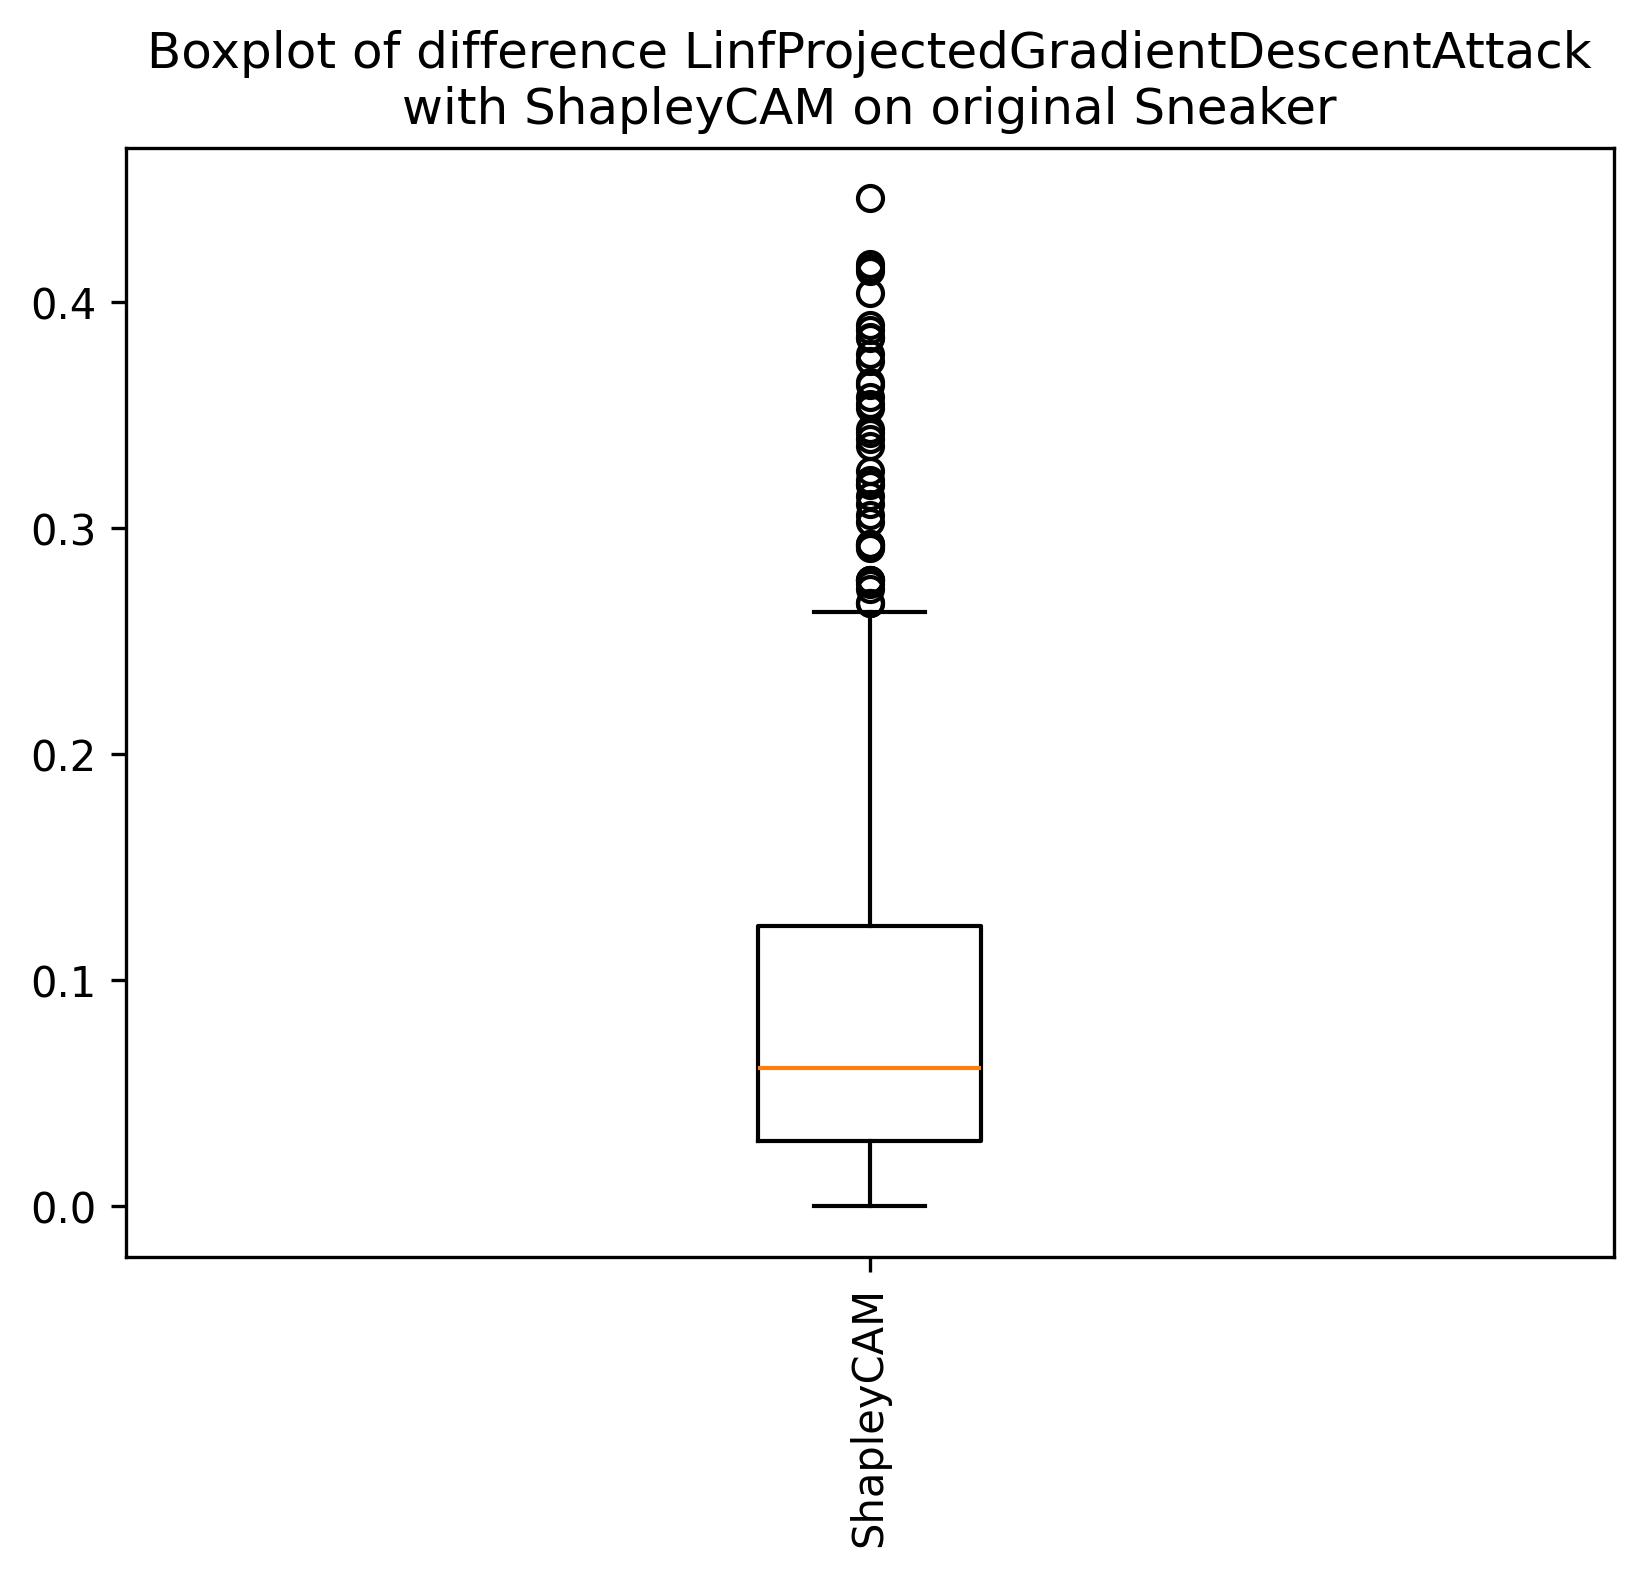 Boxplot of difference LinfProjectedGradientDescentAttack
with ShapleyCAM on original Sneaker
0.4
0.3
0.2
0.1
0.0
ShapleyCAM